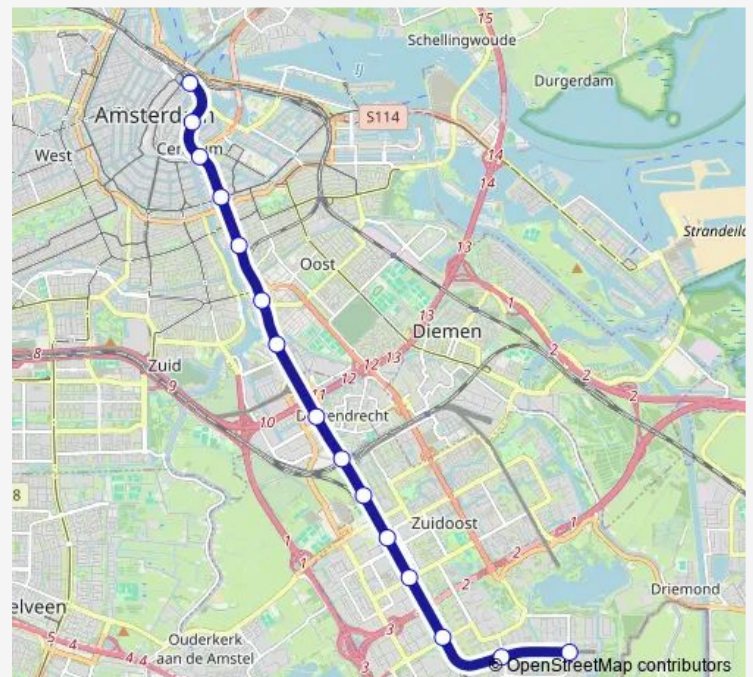 15
Schellingwoude
IJ
Durgerdam
Amsterdam
S114
West
Centrum
14
14
Strandeil
13
Oost
1
13
Diemen
8
2
Zuid
12
13
12
2
9
11
2
10
Duivendrecht
8
Zuidoost
1
1
1
2
2
Driemond
elveen
3
Ouderkerk
aan de Amstel
5
4
4
4
3
© OpenStreetMap contributors